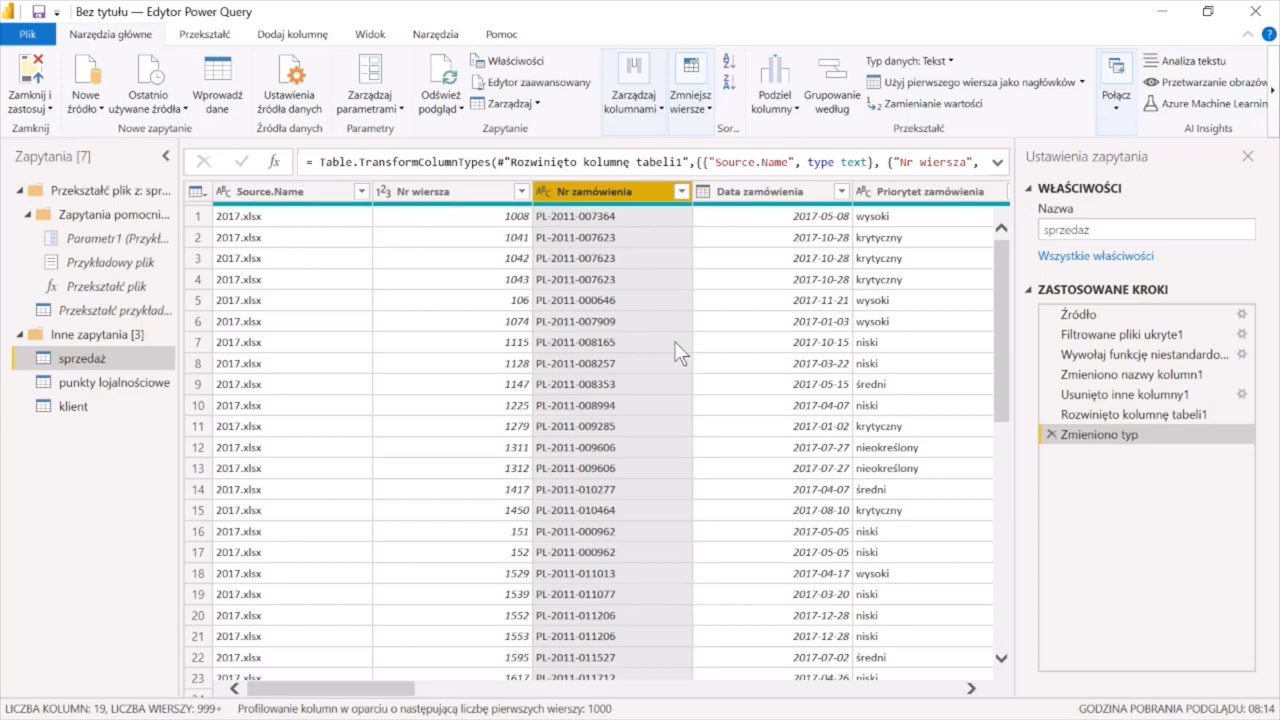 Bez tytułu — Edytor Power Query
Plik Narzędzia główne Przekształć Dodaj kolumnę Widok Narzędzia Pomoc
Zamknij i zastosuj
Nowe źródło
Ostatnio używane źródła
Wprowadź dane
Ustawienia źródła danych
Zarządzaj parametrami
Odśwież podgląd
Właściwości
Edytor zaawansowany
Zarządzaj
Zarządzaj kolumnami
Zmniejsz wiersze
Podziel kolumny
Grupowanie według
Typ danych: Tekst
Użyj pierwszego wiersza jako nagłówków
Zamienianie wartości
Połącz
Analiza tekstu
Przetwarzanie obrazów
Azure Machine Learnin
Zamknij Nowe zapytanie Źródła danych Parametry Zapytanie Sor... Przekształć AI Insights
Zapytania [7]
Przekształć plik z: spr...
Zapytania pomocni...
Parametr1 (Przykł...
Przykładowy plik
fx Przekształć plik
Przekształć przykład...
Inne zapytania [3]
sprzedaż
punkty lojalnościowe
klient
fx = Table.TransformColumnTypes(#"Rozwinięto kolumnę tabeli1",{{"Source.Name", type text}, {"Nr wiersza",
Source.Name Nr wiersza Nr zamówienia Data zamówienia Priorytet zamówienia
1 2017.xlsx 1008 PL-2011-007364 2017-05-08 wysoki
2 2017.xlsx 1041 PL-2011-007623 2017-10-28 krytyczny
3 2017.xlsx 1042 PL-2011-007623 2017-10-28 krytyczny
4 2017.xlsx 1043 PL-2011-007623 2017-10-28 krytyczny
5 2017.xlsx 106 PL-2011-000646 2017-11-21 wysoki
6 2017.xlsx 1074 PL-2011-007909 2017-01-03 wysoki
7 2017.xlsx 1115 PL-2011-008165 2017-10-15 niski
8 2017.xlsx 1128 PL-2011-008257 2017-03-22 niski
9 2017.xlsx 1147 PL-2011-008353 2017-05-15 średni
10 2017.xlsx 1225 PL-2011-008994 2017-04-07 niski
11 2017.xlsx 1279 PL-2011-009285 2017-01-02 krytyczny
12 2017.xlsx 1311 PL-2011-009606 2017-07-27 nieokreślony
13 2017.xlsx 1312 PL-2011-009606 2017-07-27 nieokreślony
14 2017.xlsx 1417 PL-2011-010277 2017-04-07 średni
15 2017.xlsx 1450 PL-2011-010464 2017-08-10 krytyczny
16 2017.xlsx 151 PL-2011-000962 2017-05-05 niski
17 2017.xlsx 152 PL-2011-000962 2017-05-05 niski
18 2017.xlsx 1529 PL-2011-011013 2017-04-17 wysoki
19 2017.xlsx 1539 PL-2011-011077 2017-03-20 niski
20 2017.xlsx 1552 PL-2011-011206 2017-12-28 niski
21 2017.xlsx 1553 PL-2011-011206 2017-12-28 niski
22 2017.xlsx 1595 PL-2011-011527 2017-07-02 średni
23 2017.xlsx 1617 PL-2011-011712 2017-04-26 niski
Ustawienia zapytania
WŁAŚCIWOŚCI
Nazwa
sprzedaż
Wszystkie właściwości
ZASTOSOWANE KROKI
Źródło
Filtrowane pliki ukryte1
Wywołaj funkcję niestandardo...
Zmieniono nazwy kolumn1
Usunięto inne kolumny1
Rozwinięto kolumnę tabeli1
Zmieniono typ
LICZBA KOLUMN: 19, LICZBA WIERSZY: 999+ Profilowanie kolumn w oparciu o następującą liczbę pierwszych wierszy: 1000 GODZINA POBRANIA PODGLĄDU: 08:14